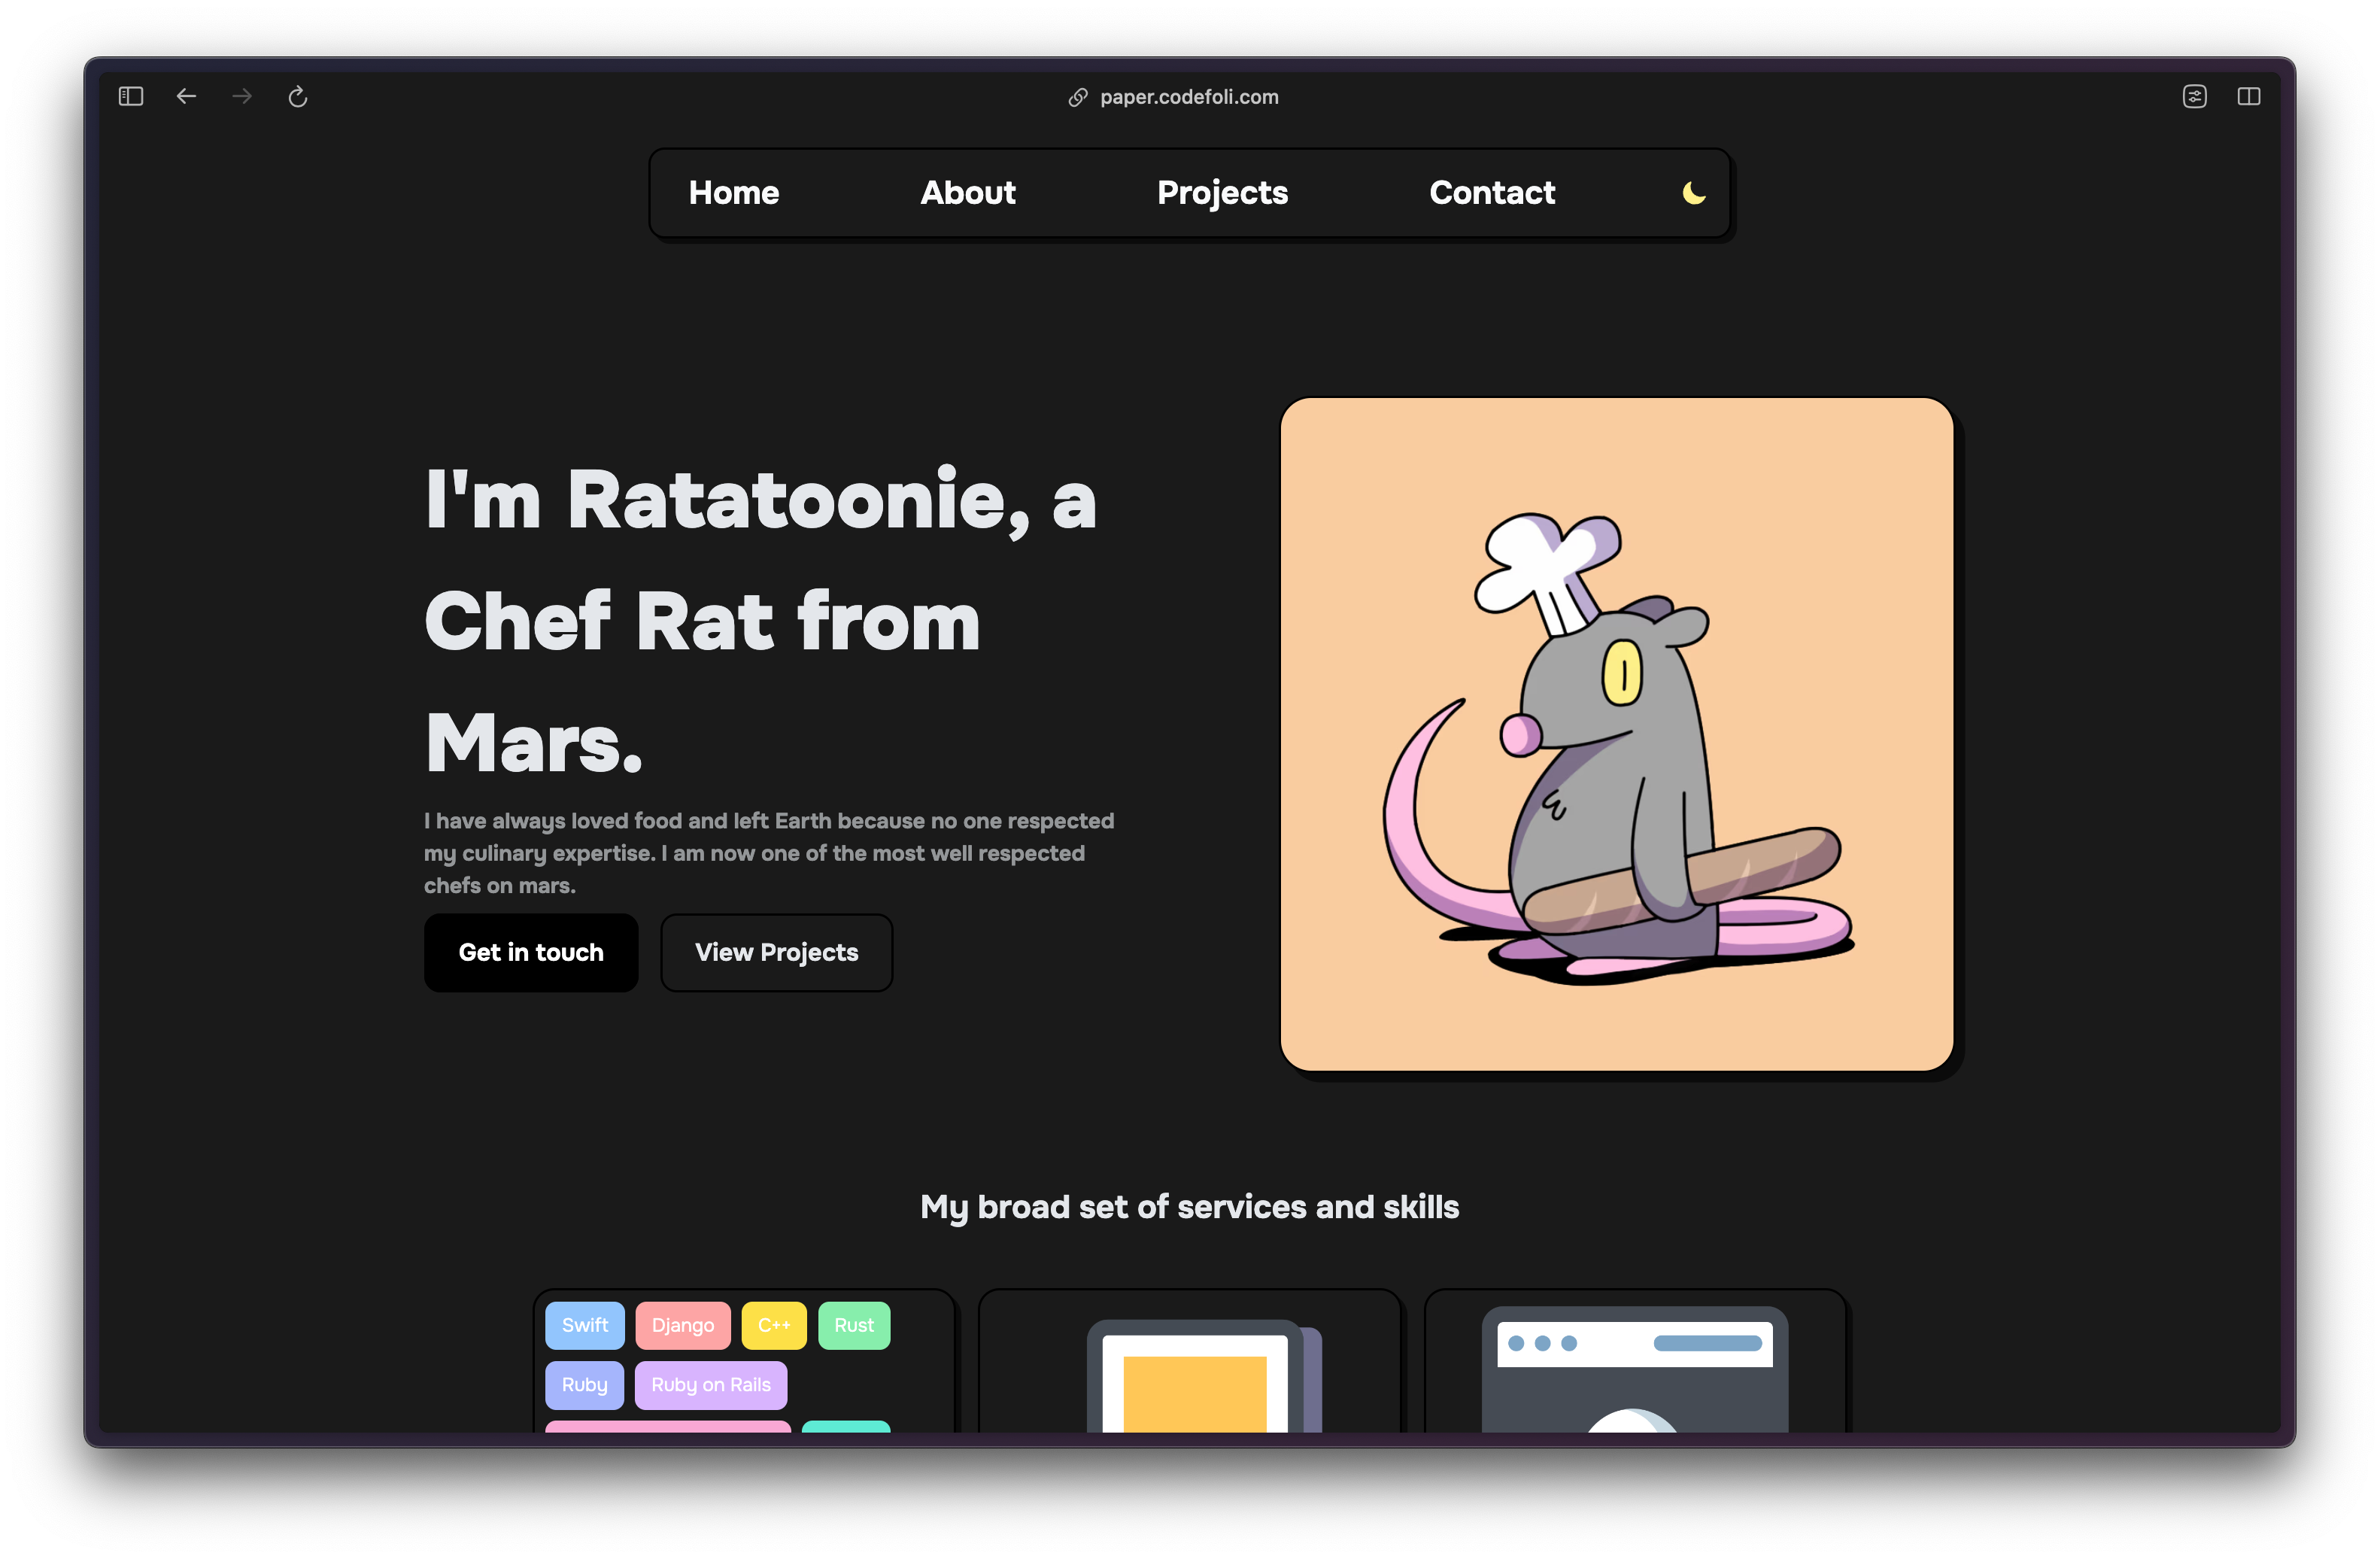 paper.codefoli.com
Home About Projects Contact
I'm Ratatoonie, a
Chef Rat from
Mars.
I have always loved food and left Earth because no one respected
my culinary expertise. I am now one of the most well respected
chefs on mars.
Get in touch View Projects
My broad set of services and skills
Swift Django C++ Rust
Ruby Ruby on Rails